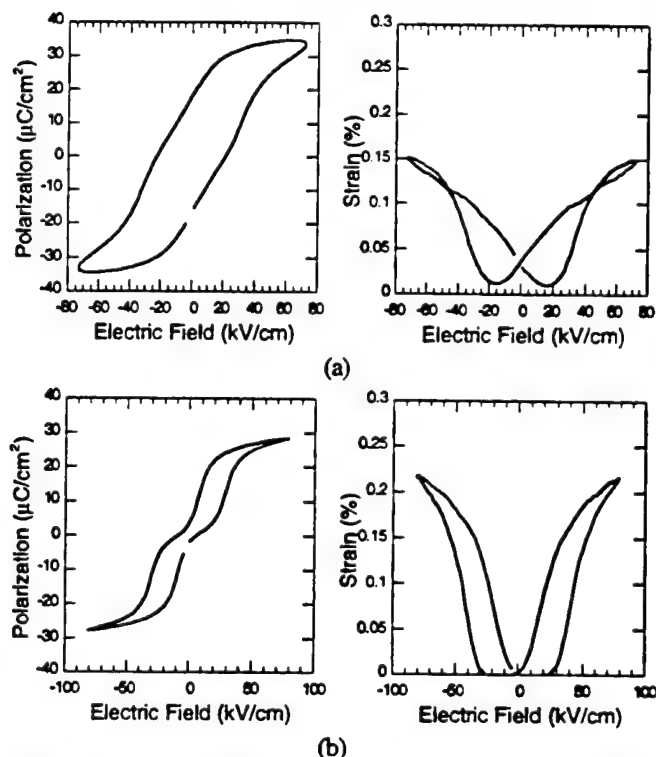 Polarization (μC/cm²)
40
30
20
10
0
-10
-20
-30
-40
-80 -60 -40 -20 0 20 40 60 80
Electric Field (kV/cm)
Strain (%)
0.3
0.25
0.2
0.15
0.1
0.05
0
-80 -60 -40 -20 0 20 40 60 80
Electric Field (kV/cm)
(a)
Polarization (μC/cm²)
40
30
20
10
0
-10
-20
-30
-40
-100 -50 0 50 100
Electric Field (kV/cm)
Strain (%)
0.3
0.25
0.2
0.15
0.1
0.05
0
-100 -50 0 50 100
Electric Field (kV/cm)
(b)